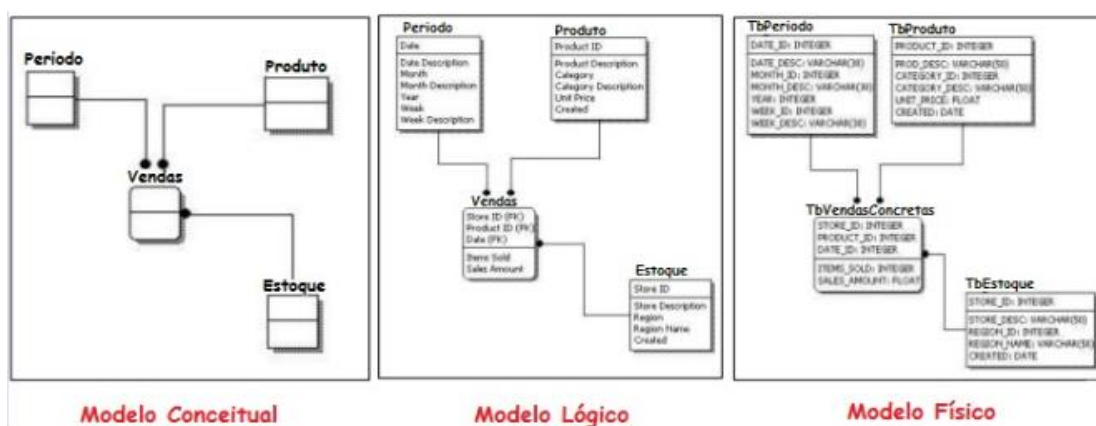 Período
Produto
Vendas
Estoque
Modelo Conceitual
Período
Date
Date Description
Month
Month Description
Year
Week
Week Description
Produto
Product ID
Product Description
Category
Category Description
Unit Price
Created
Vendas
Store ID (FK)
Product ID (FK)
Date (FK)
Items Sold
Sales Amount
Estoque
Store ID
Store Description
Region
Region Name
Created
Modelo Lógico
TbPeriodo
DATE_ID: INTEGER
DATE_DESC: VARCHAR(30)
MONTH_ID: INTEGER
MONTH_DESC: VARCHAR(30)
YEAR: INTEGER
WEEK_ID: INTEGER
WEEK_DESC: VARCHAR(30)
TbProduto
PRODUCT_ID: INTEGER
PROD_DESC: VARCHAR(50)
CATEGORY_ID: INTEGER
CATEGORY_DESC: VARCHAR(50)
UNIT_PRICE: FLOAT
CREATED: DATE
TbVendasConcretas
STORE_ID: INTEGER
PRODUCT_ID: INTEGER
DATE_ID: INTEGER
ITEMS_SOLD: INTEGER
SALES_AMOUNT: FLOAT
TbEstoque
STORE_ID: INTEGER
STORE_DESC: VARCHAR(50)
REGION_ID: INTEGER
REGION_NAME: VARCHAR(50)
CREATED: DATE
Modelo Físico